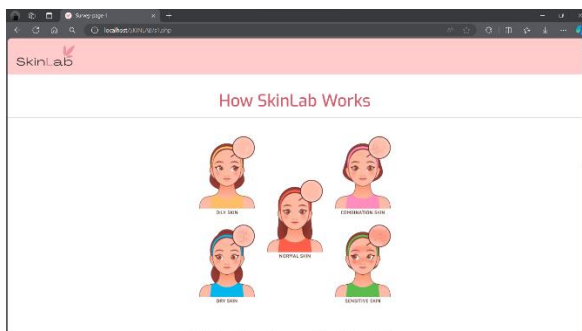 Survey page 1
localhost/SKINLAB/s1.php
SkinLab
How SkinLab Works
OILY SKIN
COMBINATION SKIN
NORMAL SKIN
DRY SKIN
SENSITIVE SKIN